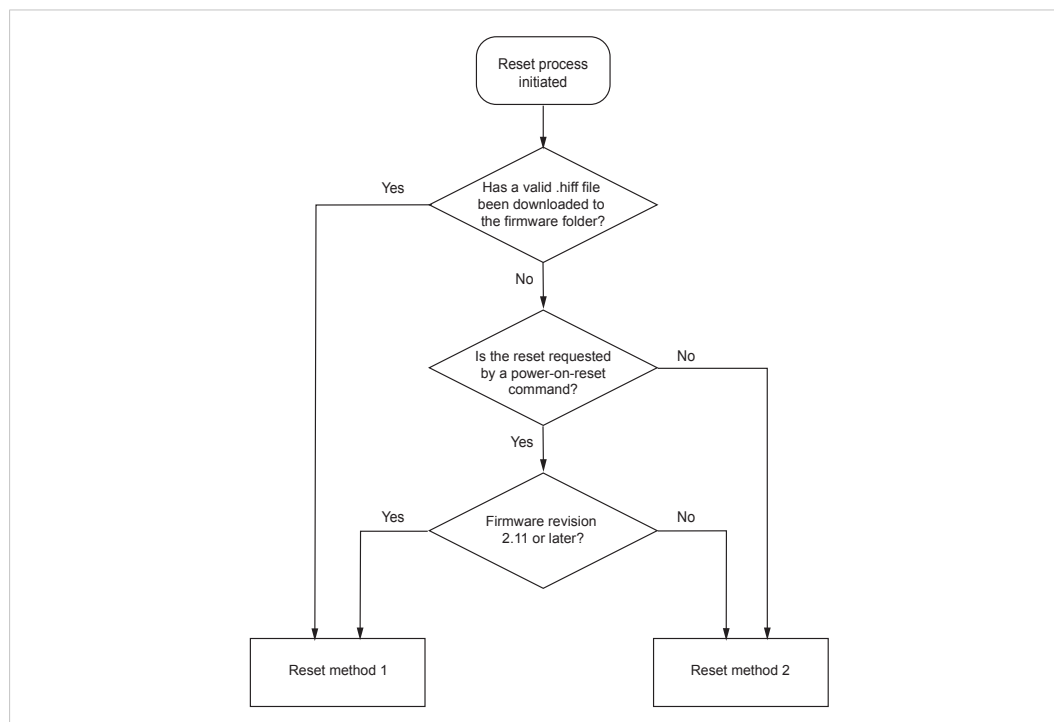 Reset process
initiated
Yes
Has a valid .hiff file
been downloaded to
the firmware folder?
No
Is the reset requested
by a power-on-reset
command?
No
Yes
Yes
Firmware revision
2.11 or later?
No
Reset method 1
Reset method 2